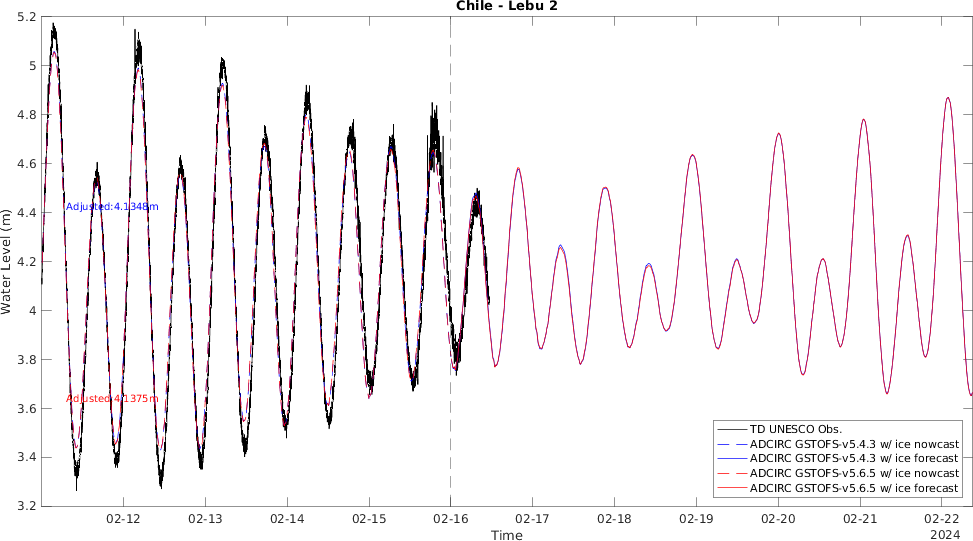 Chile - Lebu 2
Water Level (m)
5.2
5
4.8
4.6
4.4
4.2
4
3.8
3.6
3.4
3.2
Adjusted:4.1348m
Adjusted:4.1375m
TD UNESCO Obs.
ADCIRC GSTOFS-v5.4.3 w/ ice nowcast
ADCIRC GSTOFS-v5.4.3 w/ ice forecast
ADCIRC GSTOFS-v5.6.5 w/ ice nowcast
ADCIRC GSTOFS-v5.6.5 w/ ice forecast
02-12 02-13 02-14 02-15 02-16 02-17 02-18 02-19 02-20 02-21 02-22
Time
2024